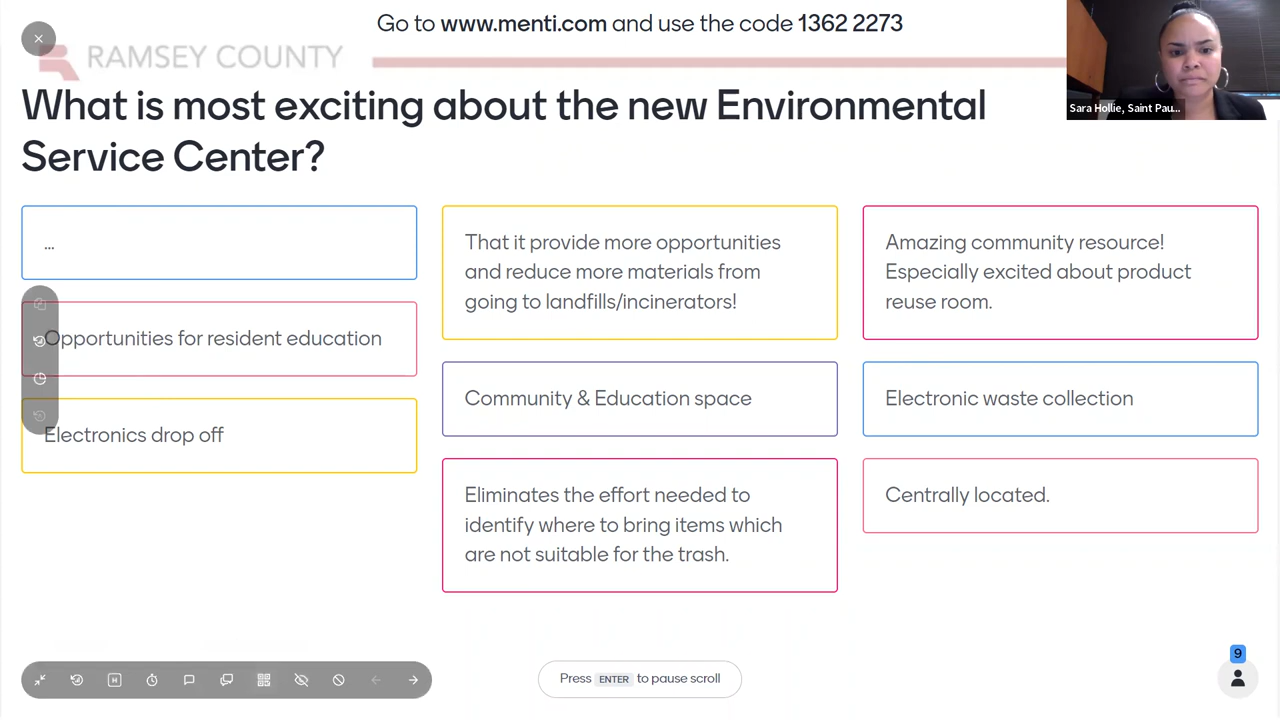 Go to www.menti.com and use the code 1362 2273
RAMSEY COUNTY
Sara Hollie, Saint Pau...
What is most exciting about the new Environmental
Service Center?
...
Opportunities for resident education
Electronics drop off
That it provide more opportunities
and reduce more materials from
going to landfills/incinerators!
Community & Education space
Eliminates the effort needed to
identify where to bring items which
are not suitable for the trash.
Amazing community resource!
Especially excited about product
reuse room.
Electronic waste collection
Centrally located.
H
Press ENTER to pause scroll
9